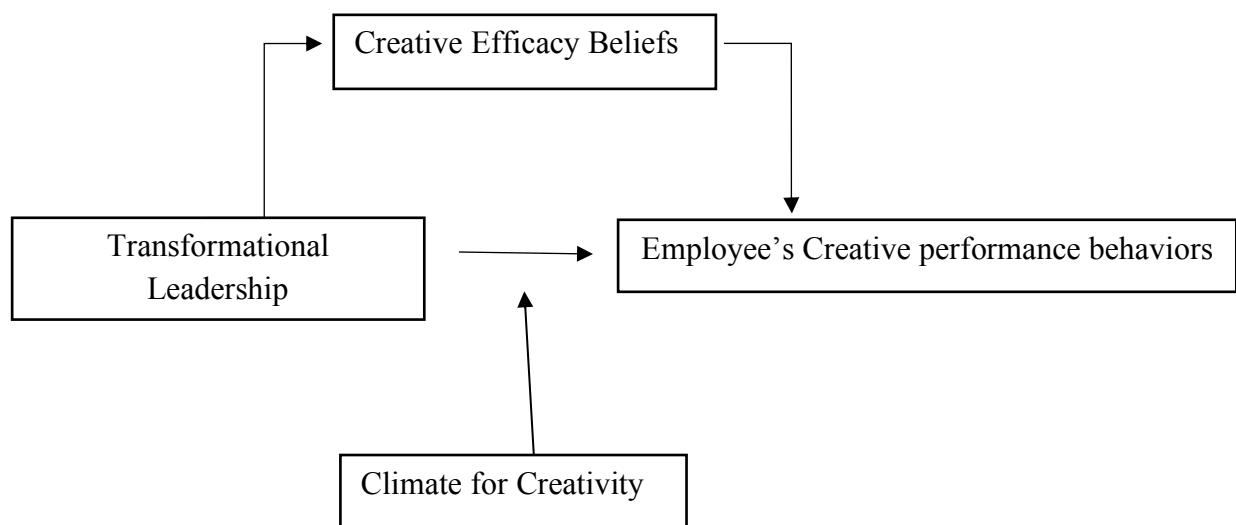 Creative Efficacy Beliefs
Transformational
Leadership
Employee’s Creative performance behaviors
Climate for Creativity